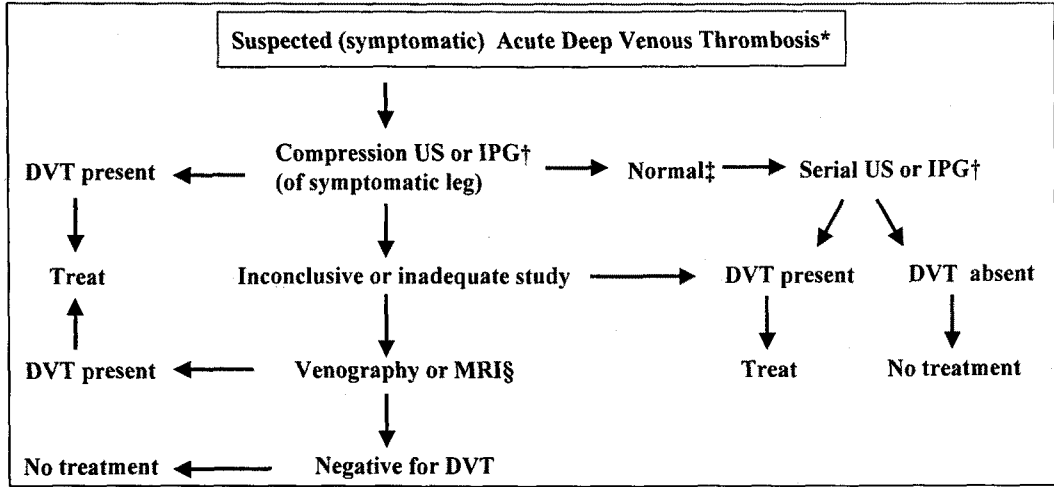 Suspected (symptomatic) Acute Deep Venous Thrombosis*
DVT present
Compression US or IPG†
(of symptomatic leg)
Normal‡
Serial US or IPG†
Treat
Inconclusive or inadequate study
DVT present
DVT absent
DVT present
Venography or MRI§
Treat
No treatment
No treatment
Negative for DVT